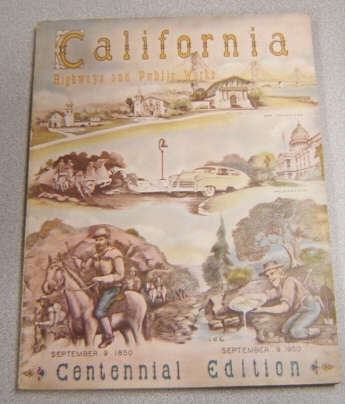 California
Highways and Public Works
SAN FRANCISCO
SACRAMENTO
SEPTEMBER 9, 1850
SEPTEMBER 9, 1950
Centennial Edition